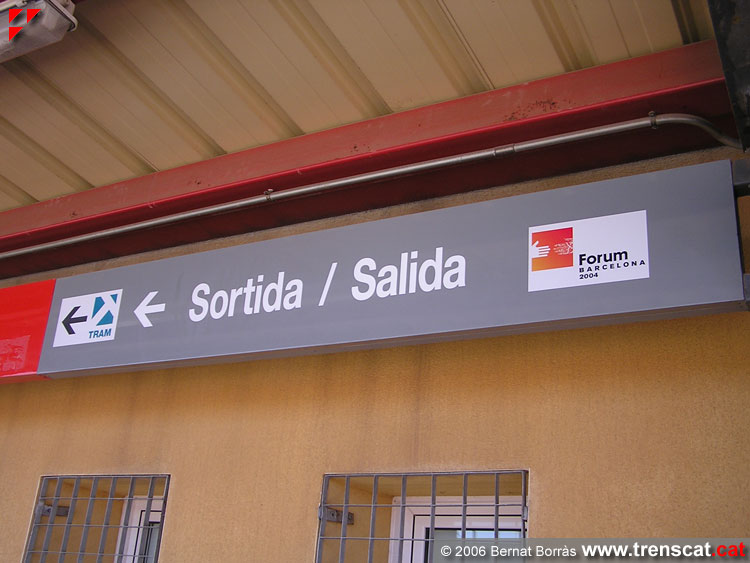 TRAM
Sortida / Salida
Forum
BARCELONA
2004
© 2006 Bernat Borràs www.trenscat.cat